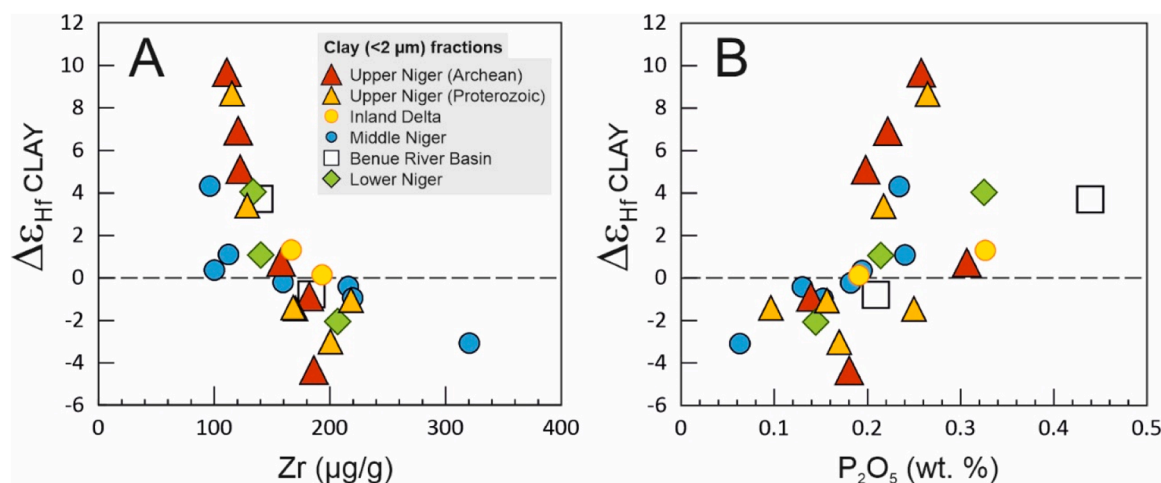 A
Clay (<2 µm) fractions
Upper Niger (Archean)
Upper Niger (Proterozoic)
Inland Delta
Middle Niger
Benue River Basin
Lower Niger
ΔεHf CLAY
12
10
8
6
4
2
0
-2
-4
-6
0
100
200
300
400
Zr (µg/g)
B
ΔεHf CLAY
12
10
8
6
4
2
0
-2
-4
-6
0
0.1
0.2
0.3
0.4
0.5
P2O5 (wt. %)